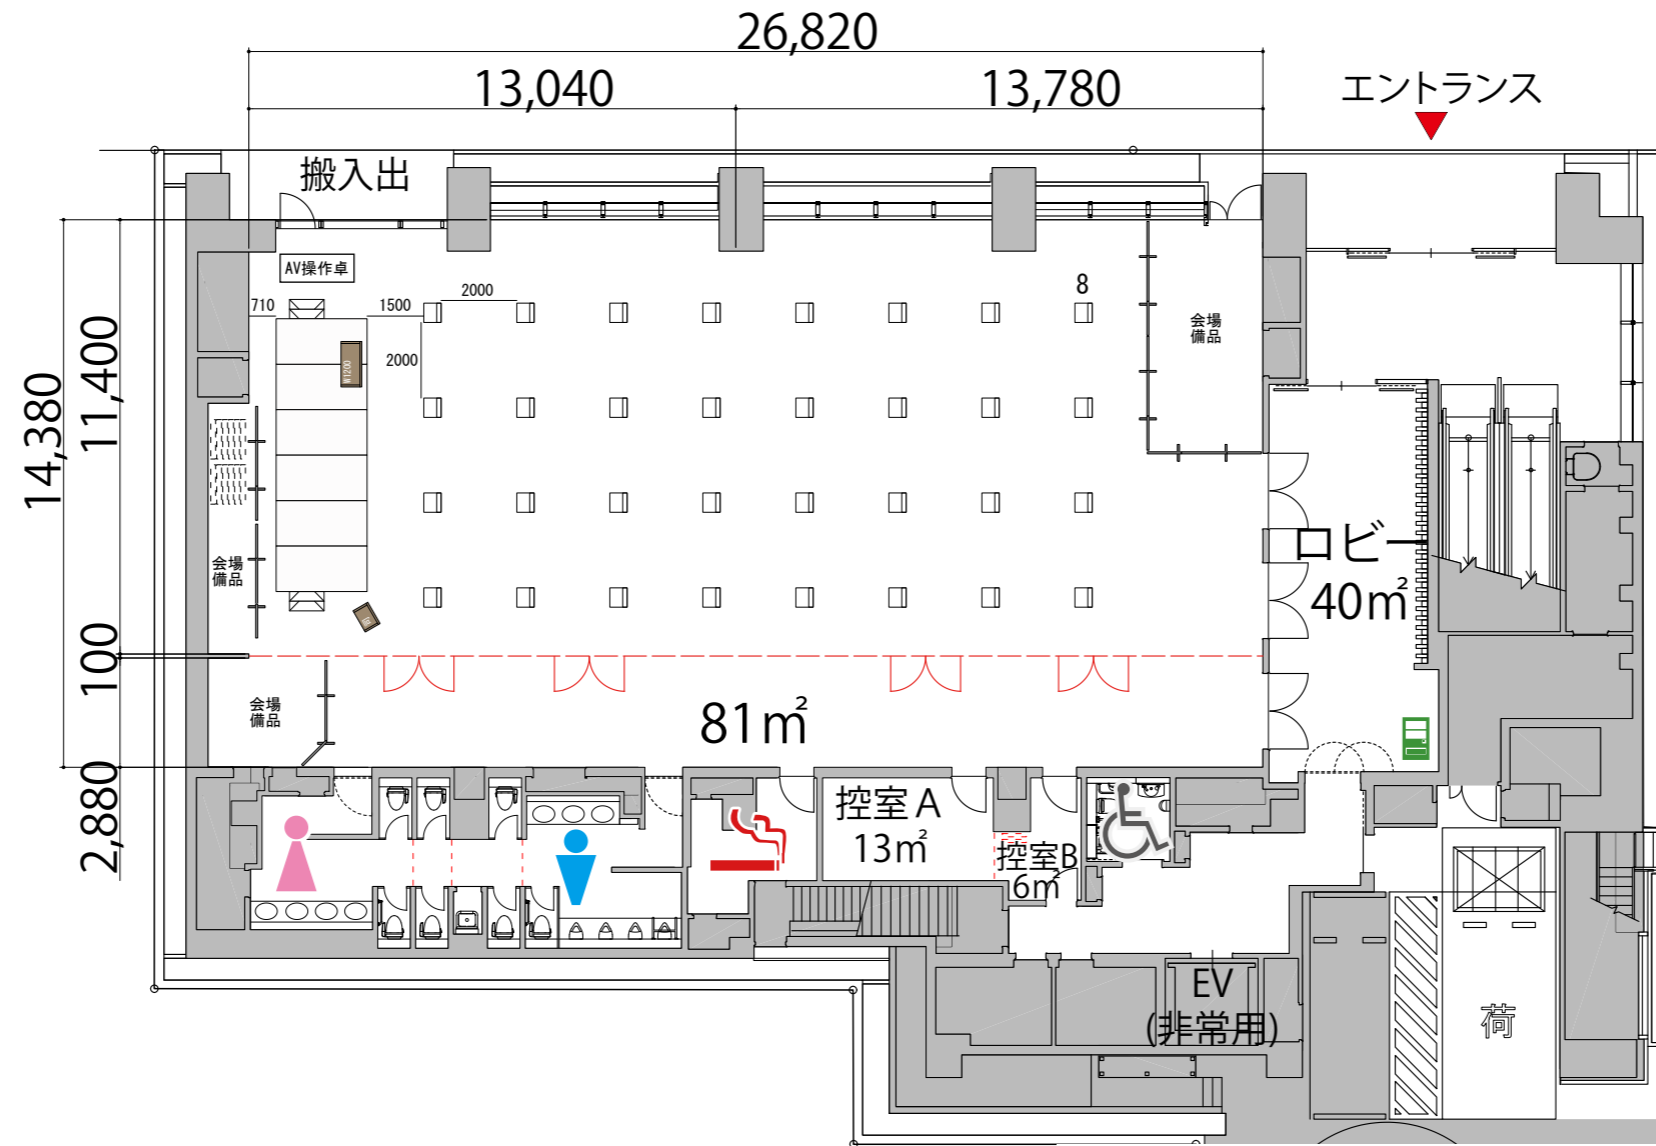 26,820
13,040
13,780
エントランス
搬入出
AV操作卓
710
1500
2000
8
2000
W1200
会場
備品
14,380
11,400
100
2,880
会場
備品
ロビー
40㎡
会場
備品
81㎡
控室A
13㎡
控室B
6㎡
EV
(非常用)
荷